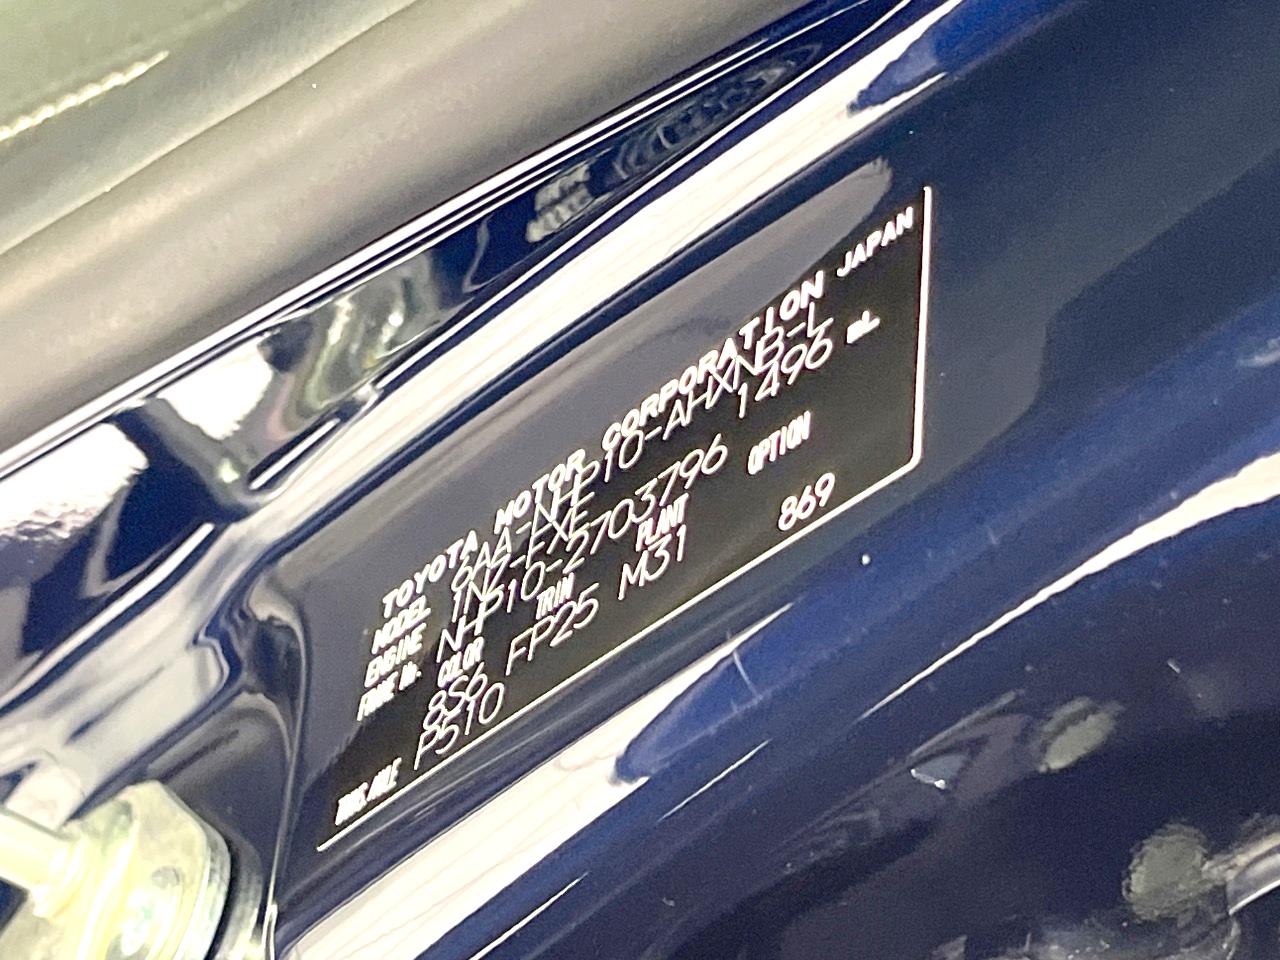 TOYOTA MOTOR CORPORATION JAPAN
MODEL 6AA-NHP10-AHXNB-L
ENGINE 1NZ-FXE 1496 mL
FRAME No. NHP10-2703796
COLOR TRIM PLANT OPTION
8S6 FP25 M31 869
TRANS.AXLE P510